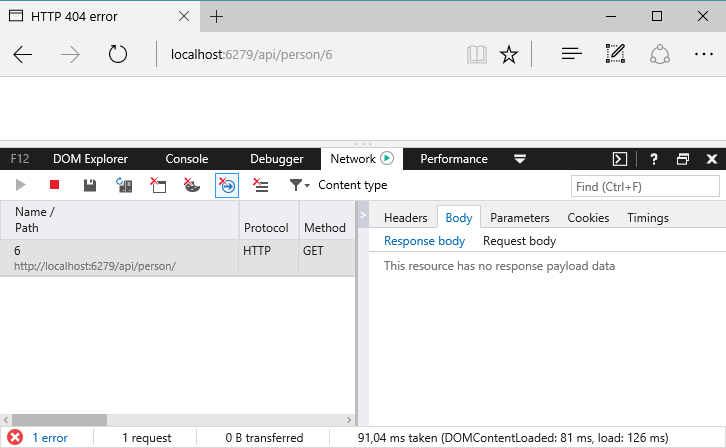 HTTP 404 error
localhost:6279/api/person/6
F12 DOM Explorer Console Debugger Network Performance ?
Content type Find (Ctrl+F)
Name /
Path Protocol Method
6 HTTP GET
http://localhost:6279/api/person/
Headers Body Parameters Cookies Timings
Response body Request body
This resource has no response payload data
1 error 1 request 0 B transferred 91,04 ms taken (DOMContentLoaded: 81 ms, load: 126 ms)